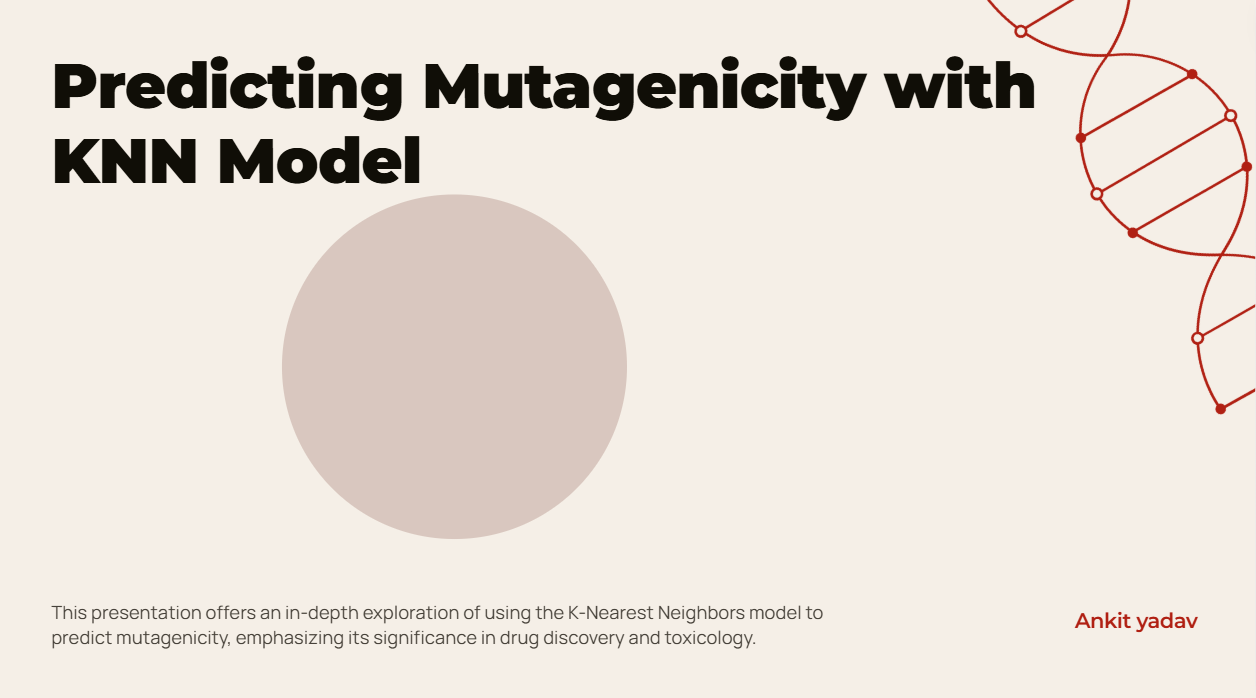 Predicting Mutagenicity with
KNN Model
This presentation offers an in-depth exploration of using the K-Nearest Neighbors model to
predict mutagenicity, emphasizing its significance in drug discovery and toxicology.
Ankit yadav